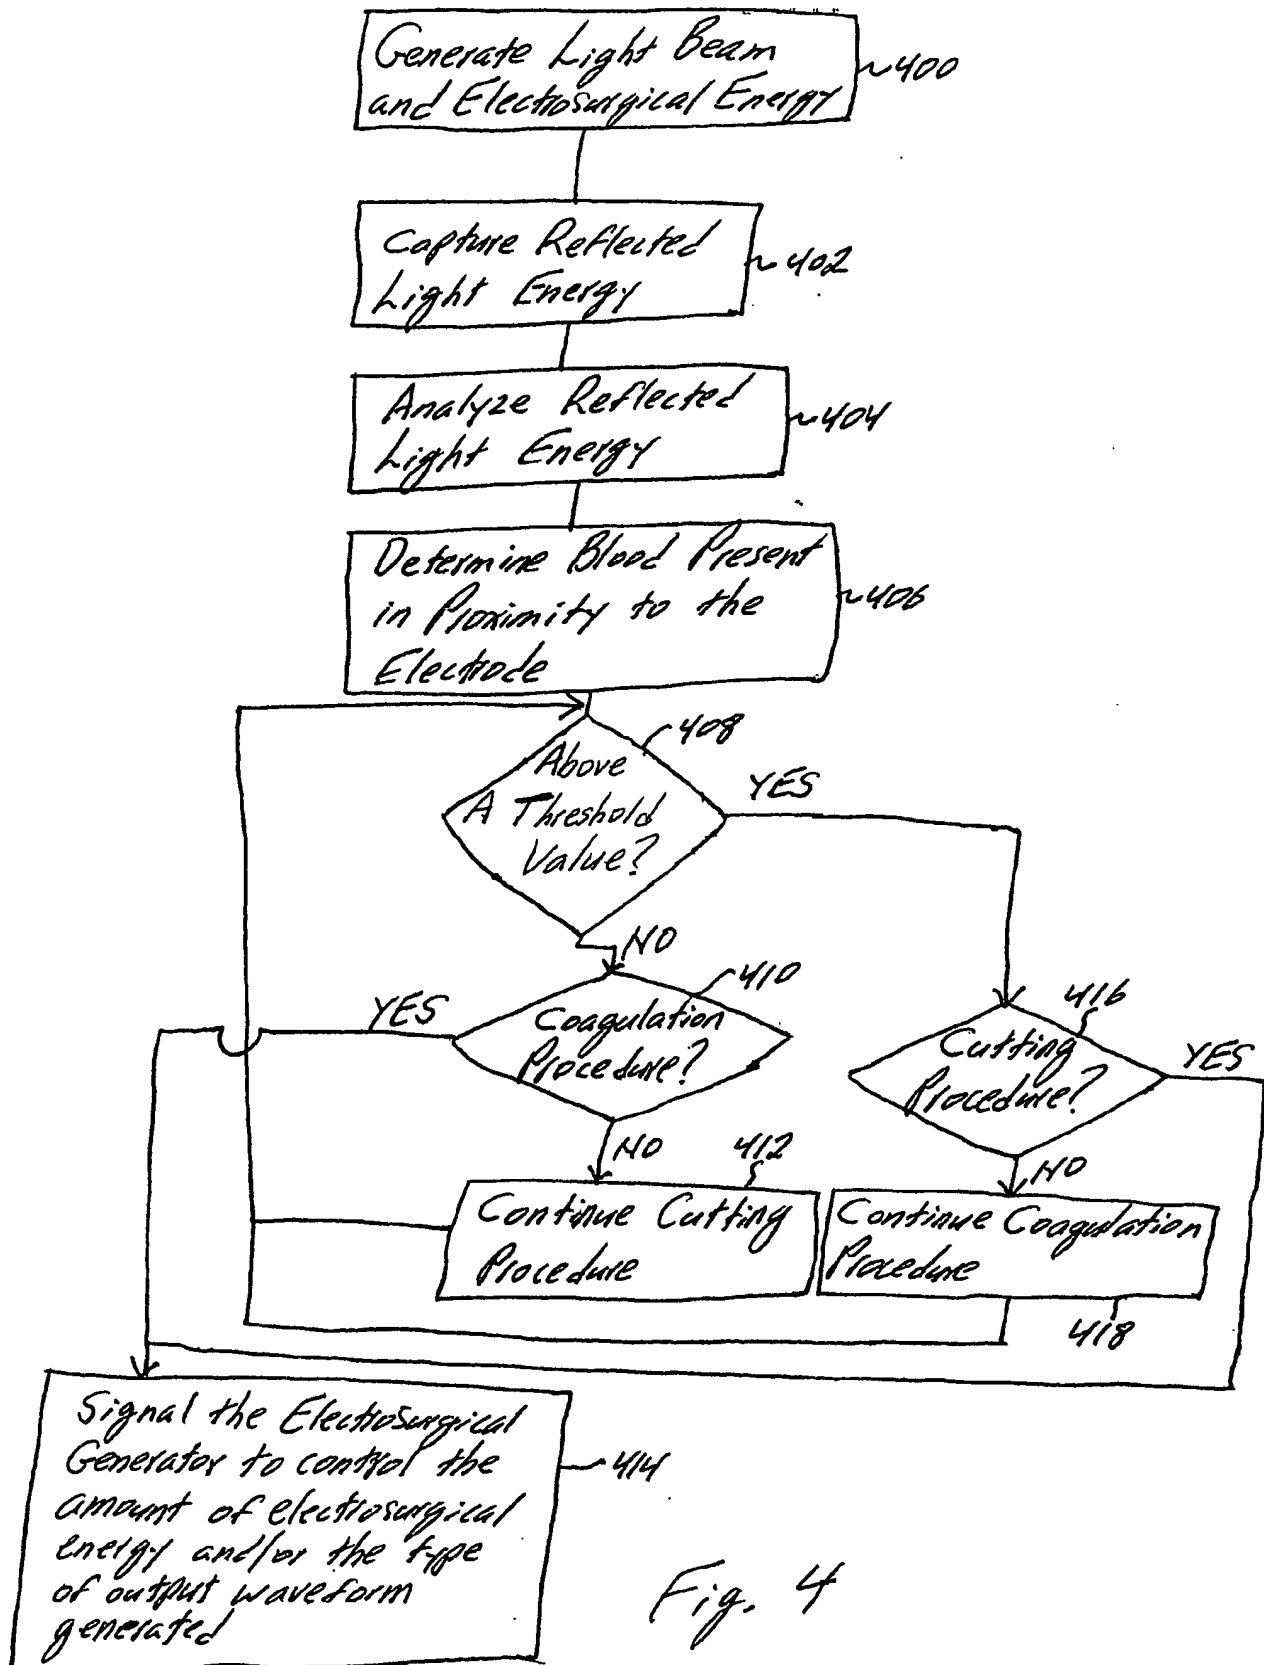 Generate Light Beam
and Electrosurgical Energy
~400
Capture Reflected
Light Energy
~402
Analyze Reflected
Light Energy
~404
Determine Blood Present
in Proximity to the
Electrode
~406
408
Above
A Threshold
Value?
YES
NO
410
Coagulation
Procedure?
YES
416
Cutting
Procedure?
YES
NO
412
NO
Continue Cutting
Procedure
Continue Coagulation
Procedure
418
Signal the Electrosurgical
Generator to control the
amount of electrosurgical
energy and/or the type
of output waveform
generated
414
Fig. 4